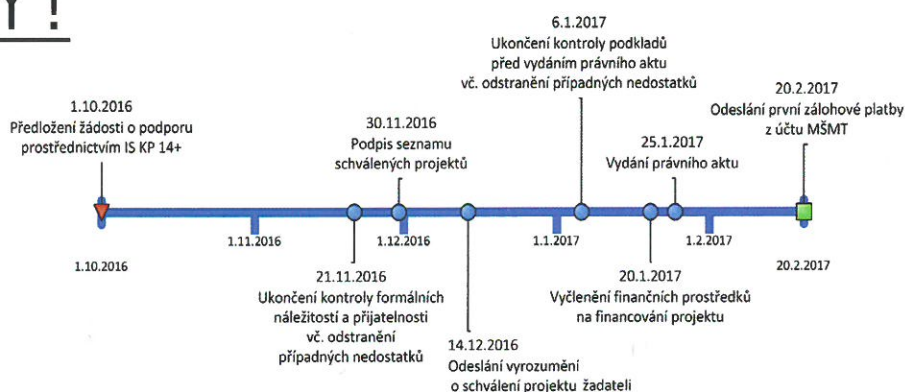 Y !
6.1.2017
Ukončení kontroly podkladů
před vydáním právního aktu
vč. odstranění případných nedostatků
1.10.2016
Předložení žádosti o podporu
prostřednictvím IS KP 14+
30.11.2016
Podpis seznamu
schválených projektů
25.1.2017
Vydání právního aktu
20.2.2017
Odeslání první zálohové platby
z účtu MŠMT
1.11.2016
1.12.2016
1.1.2017
1.2.2017
1.10.2016
20.2.2017
21.11.2016
Ukončení kontroly formálních
náležitostí a přijatelnosti
vč. odstranění
případných nedostatků
14.12.2016
Odeslání vyrozumění
o schválení projektu žadateli
20.1.2017
Vyčlenění finančních prostředků
na financování projektu